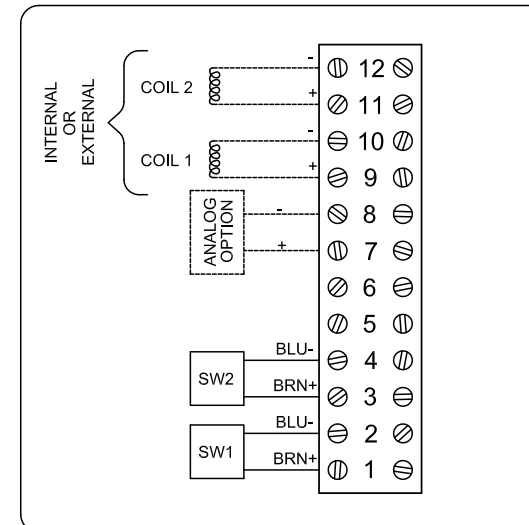 INTERNAL
OR
EXTERNAL
COIL 2
-
+
COIL 1
-
+
ANALOG
OPTION
-
+
SW2
BLU-
BRN+
SW1
BLU-
BRN+
12
11
10
9
8
7
6
5
4
3
2
1